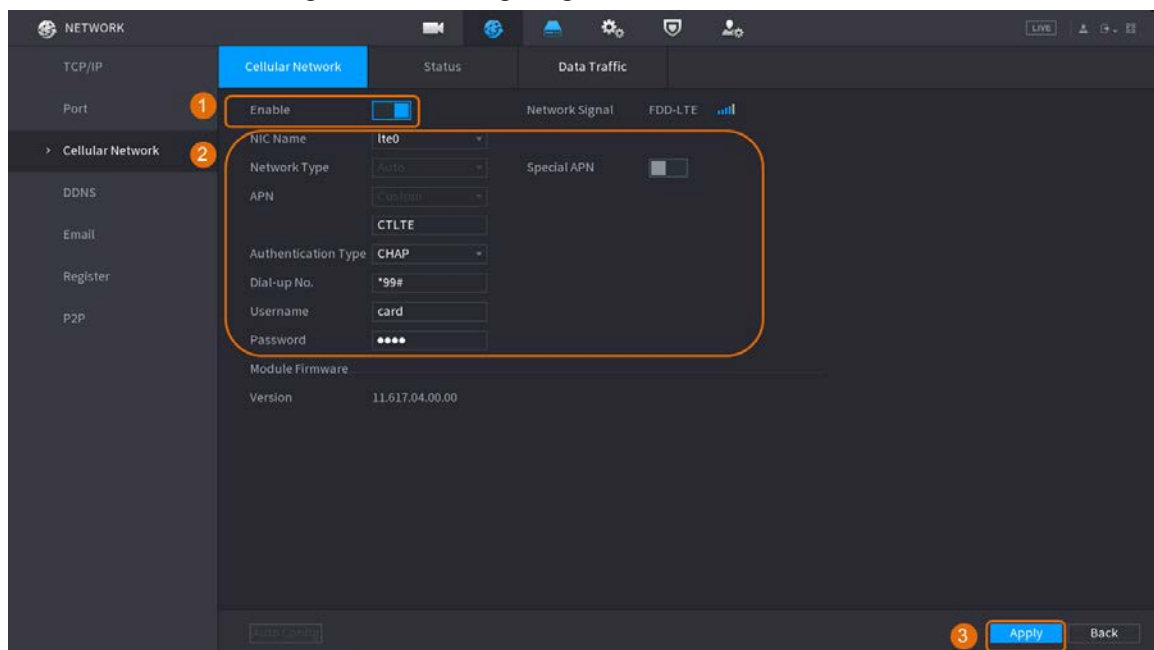 NETWORK
LIVE
TCP/IP
Port
Cellular Network
DDNS
Email
Register
P2P
Cellular Network Status Data Traffic
1 Enable Network Signal FDD-LTE
2
NIC Name lte0
Network Type Auto Special APN
APN Custom
CTLTE
Authentication Type CHAP
Dial-up No. *99#
Username card
Password ●●●●
Module Firmware
Version 11.617.04.00.00
Auto Config
3 Apply Back